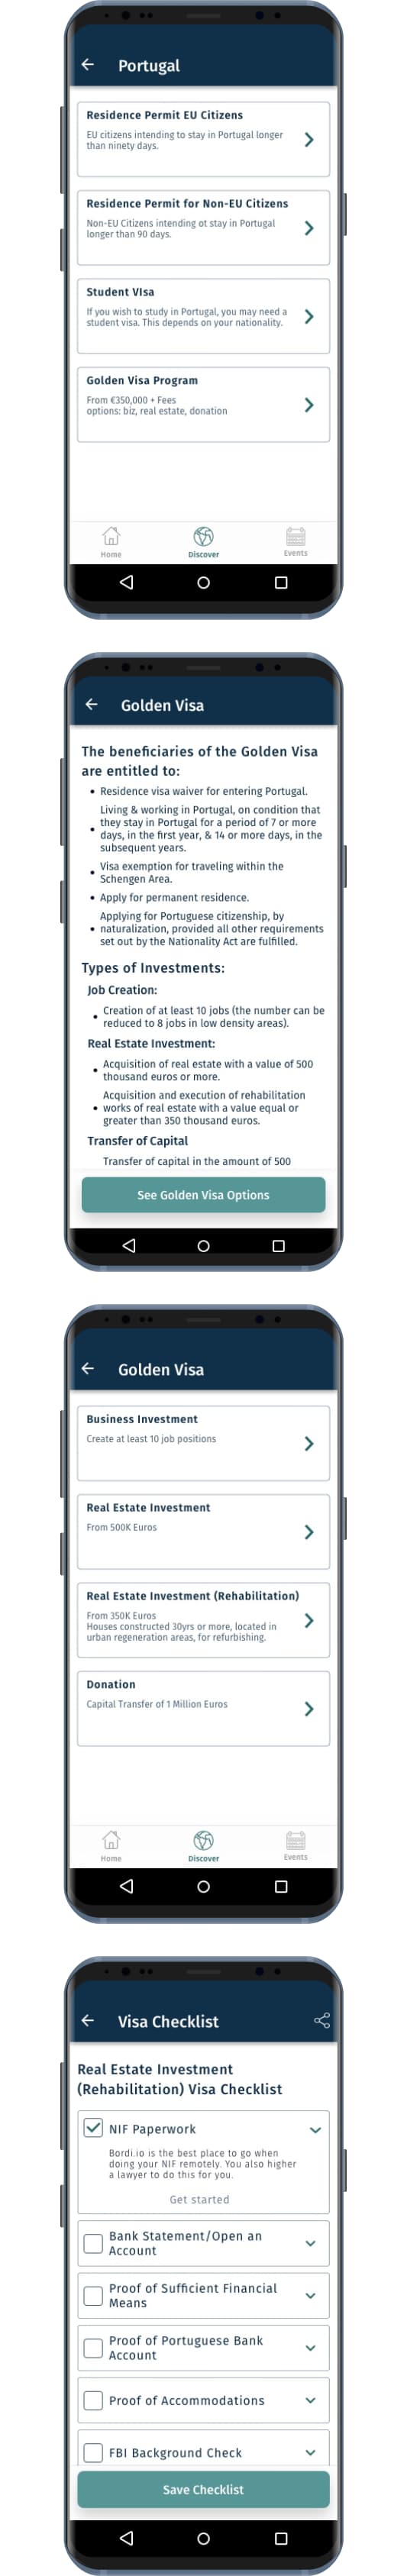 Portugal
Residence Permit EU Citizens
EU citizens intending to stay in Portugal longer
than ninety days.
Residence Permit for Non-EU Citizens
Non-EU Citizens intending ot stay in Portugal
longer than 90 days.
Student VIsa
If you wish to study in Portugal, you may need a
student visa. This depends on your nationality.
Golden Visa Program
From €350,000 + Fees
options: biz, real estate, donation
Home
Discover
Events
Golden Visa
The beneficiaries of the Golden Visa
are entitled to:
• Residence visa waiver for entering Portugal.
Living & working in Portugal, on condition that
• they stay in Portugal for a period of 7 or more
days, in the first year, & 14 or more days, in the
subsequent years.
• Visa exemption for traveling within the
Schengen Area.
• Apply for permanent residence.
Applying for Portuguese citizenship, by
• naturalization, provided all other requirements
set out by the Nationality Act are fulfilled.
Types of Investments:
Job Creation:
• Creation of at least 10 jobs (the number can be
reduced to 8 jobs in low density areas).
Real Estate Investment:
• Acquisition of real estate with a value of 500
thousand euros or more.
Acquisition and execution of rehabilitation
• works of real estate with a value equal or
greater than 350 thousand euros.
Transfer of Capital
Transfer of capital in the amount of 500
See Golden Visa Options
Golden Visa
Business Investment
Create at least 10 job positions
Real Estate Investment
From 500K Euros
Real Estate Investment (Rehabilitation)
From 350K Euros
Houses constructed 30yrs or more, located in
urban regeneration areas, for refurbishing.
Donation
Capital Transfer of 1 Million Euros
Home
Discover
Events
Visa Checklist
Real Estate Investment
(Rehabilitation) Visa Checklist
NIF Paperwork
Bordi.io is the best place to go when
doing your NIF remotely. You also higher
a lawyer to do this for you.
Get started
Bank Statement/Open an
Account
Proof of Sufficient Financial
Means
Proof of Portuguese Bank
Account
Proof of Accommodations
FBI Background Check
Save Checklist